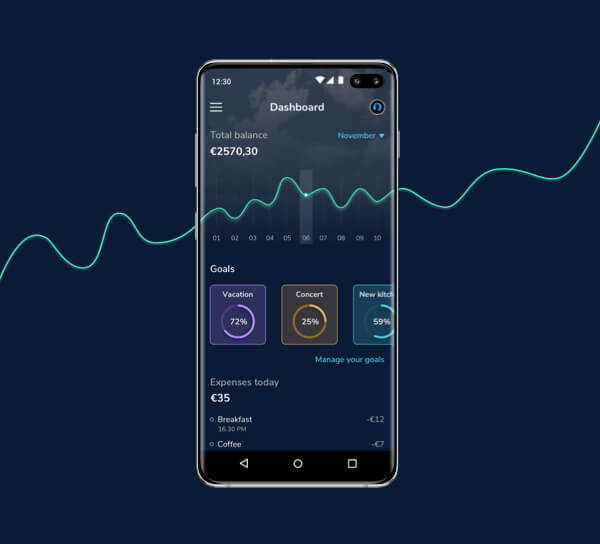 12:30
Dashboard
Total balance
November
€2570,30
01 02 03 04 05 06 07 08 09 10
Goals
Vacation
72%
Concert
25%
New kitch
59%
Manage your goals
Expenses today
€35
Breakfast -€12
16.30 PM
Coffee -€7